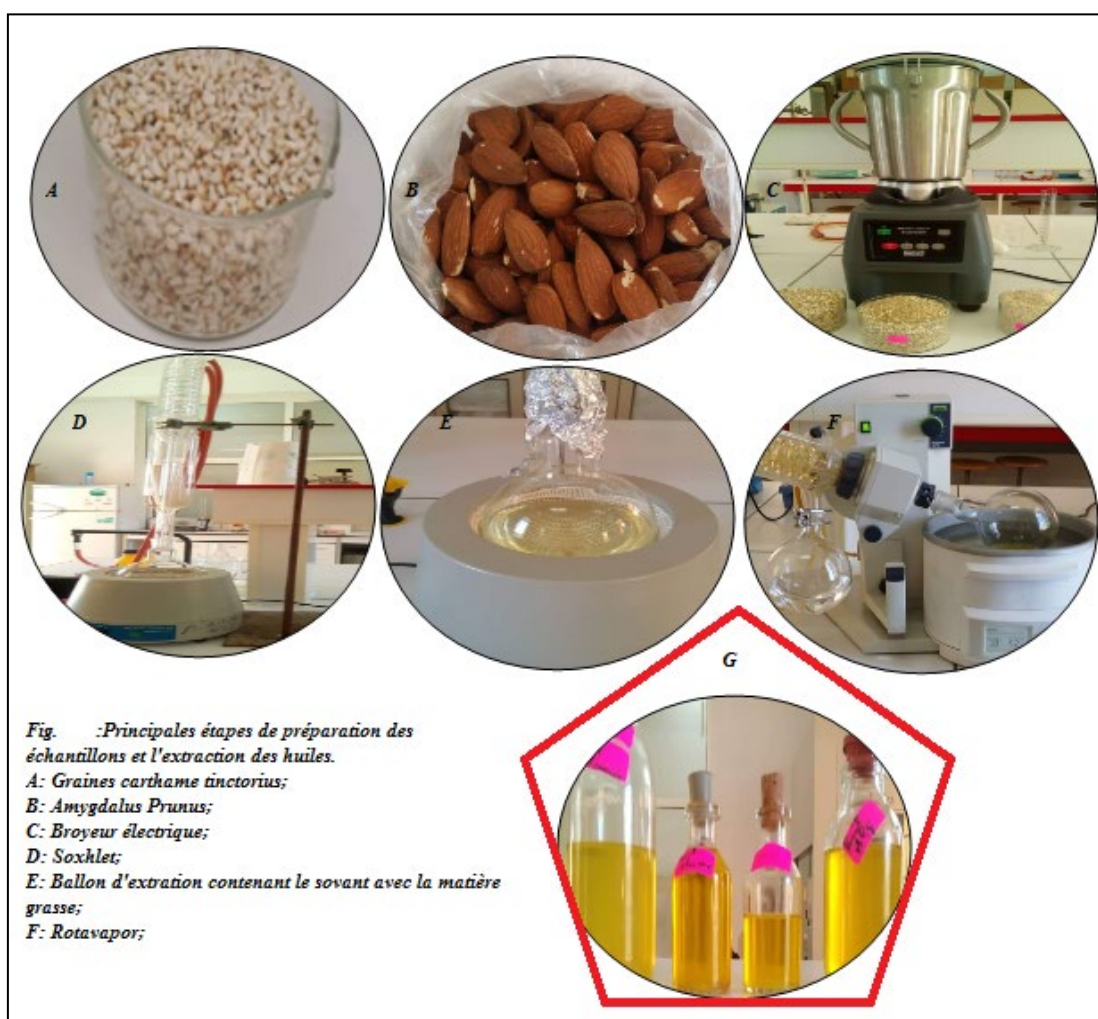 A
B
C
D
E
F
G
Fig. :Principales étapes de préparation des
échantillons et l'extraction des huiles.
A: Graines carthame tinctorius;
B: Amygdalus Prunus;
C: Broyeur électrique;
D: Soxhlet;
E: Ballon d'extration contenant le sovant avec la matière
grasse;
F: Rotavapor;